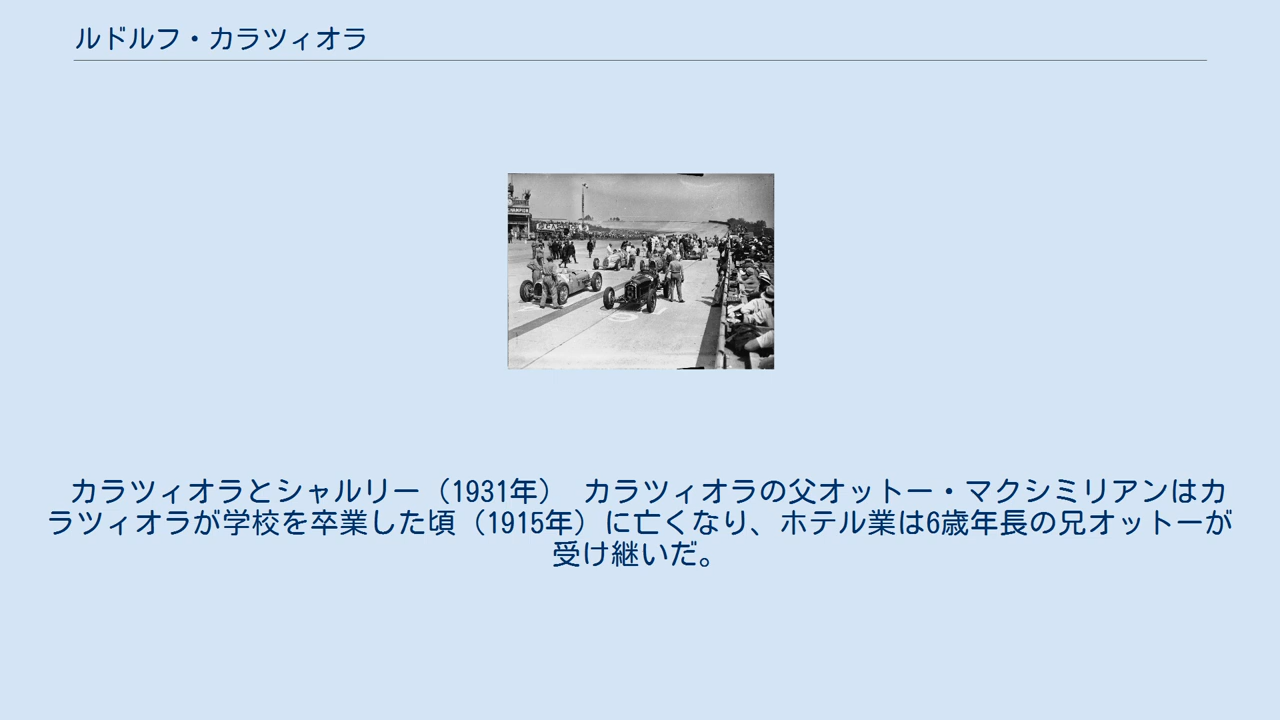 ルドルフ・カラツィオラ
カラツィオラとシャルリー（1931年）　カラツィオラの父オットー・マクシミリアンはカ
ラツィオラが学校を卒業した頃（1915年）に亡くなり、ホテル業は6歳年長の兄オットーが
受け継いだ。